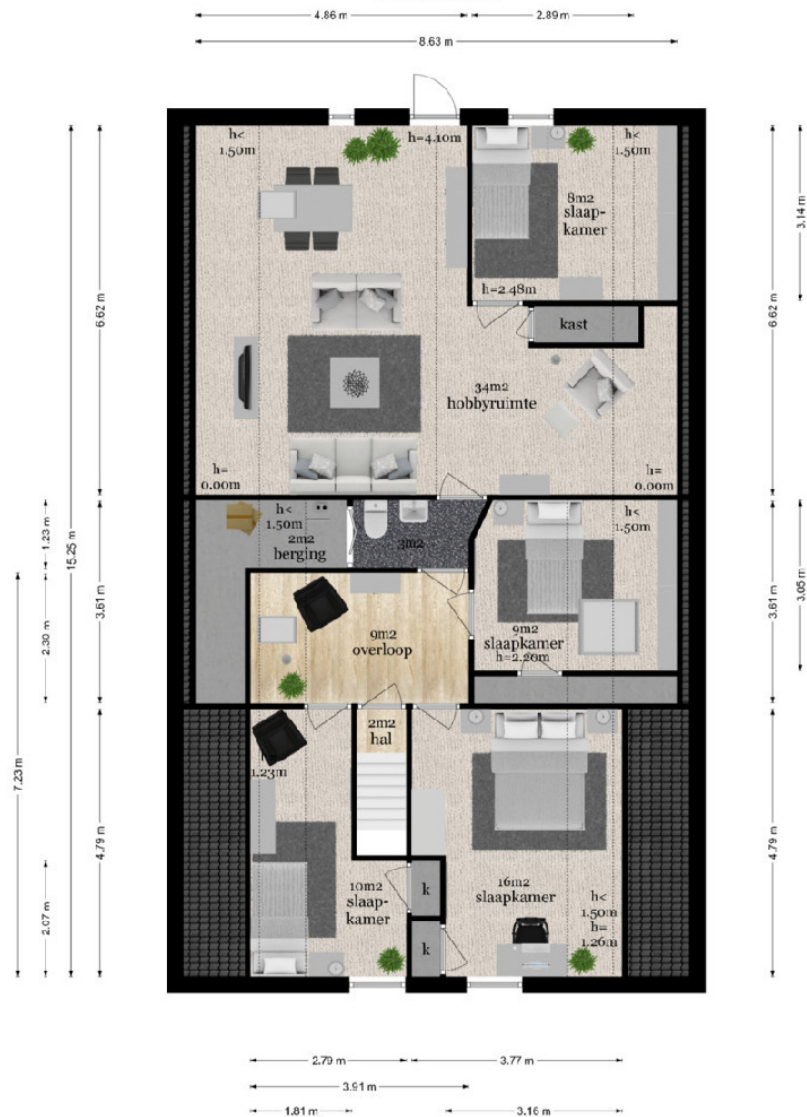 4.86 m
2.89 m
8.63 m
h<
1.50m
h=4.10m
h<
1.50m
8m2
slaap-
kamer
h=2.48m
kast
34m2
hobbyruimte
h=
0.00m
h=
0.00m
6.62 m
15.25 m
3.14 m
6.62 m
h<
1.50m
2m2
berging
3m2
h<
1.50m
1.23 m
3.61 m
2.30 m
3.61 m
3.05 m
9m2
overloop
9m2
slaapkamer
h=2.20m
2m2
hal
1.23m
10m2
slaap-
kamer
k
k
16m2
slaapkamer
h<
1.50m
h=
1.26m
7.23 m
4.79 m
2.07 m
4.79 m
2.79 m
3.77 m
3.91 m
1.81 m
3.16 m